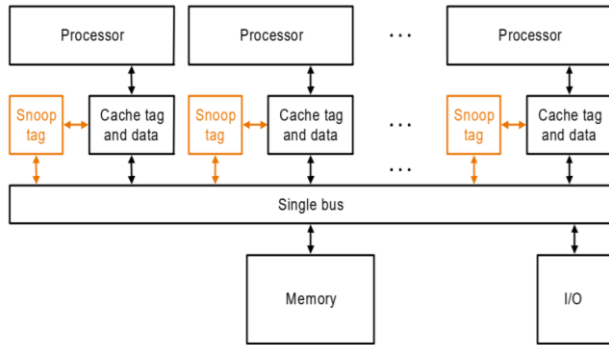 Processor
Processor
...
Processor
Snoop
tag
Cache tag
and data
Snoop
tag
Cache tag
and data
...
Snoop
tag
Cache tag
and data
...
Single bus
Memory
I/O